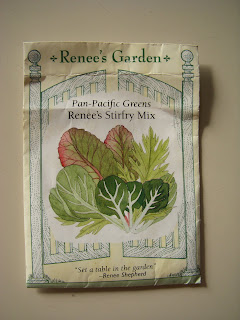 Renee's Garden
Pan-Pacific Greens
Renee's Stirfry Mix
"Set a table in the garden"
–Renee Shepherd